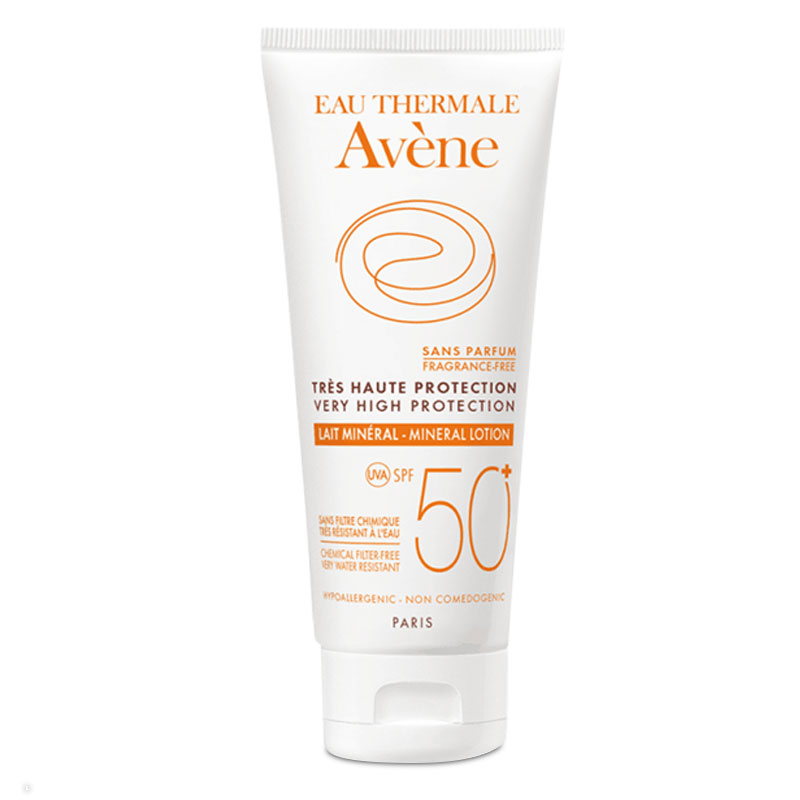 EAU THERMALE
Avène
SANS PARFUM
FRAGRANCE-FREE
TRÈS HAUTE PROTECTION
VERY HIGH PROTECTION
LAIT MINÉRAL - MINERAL LOTION
UVA SPF 50+
SANS FILTRE CHIMIQUE
TRÈS RÉSISTANT À L'EAU
CHEMICAL FILTER-FREE
VERY WATER RESISTANT
HYPOALLERGENIC - NON COMEDOGENIC
PARIS